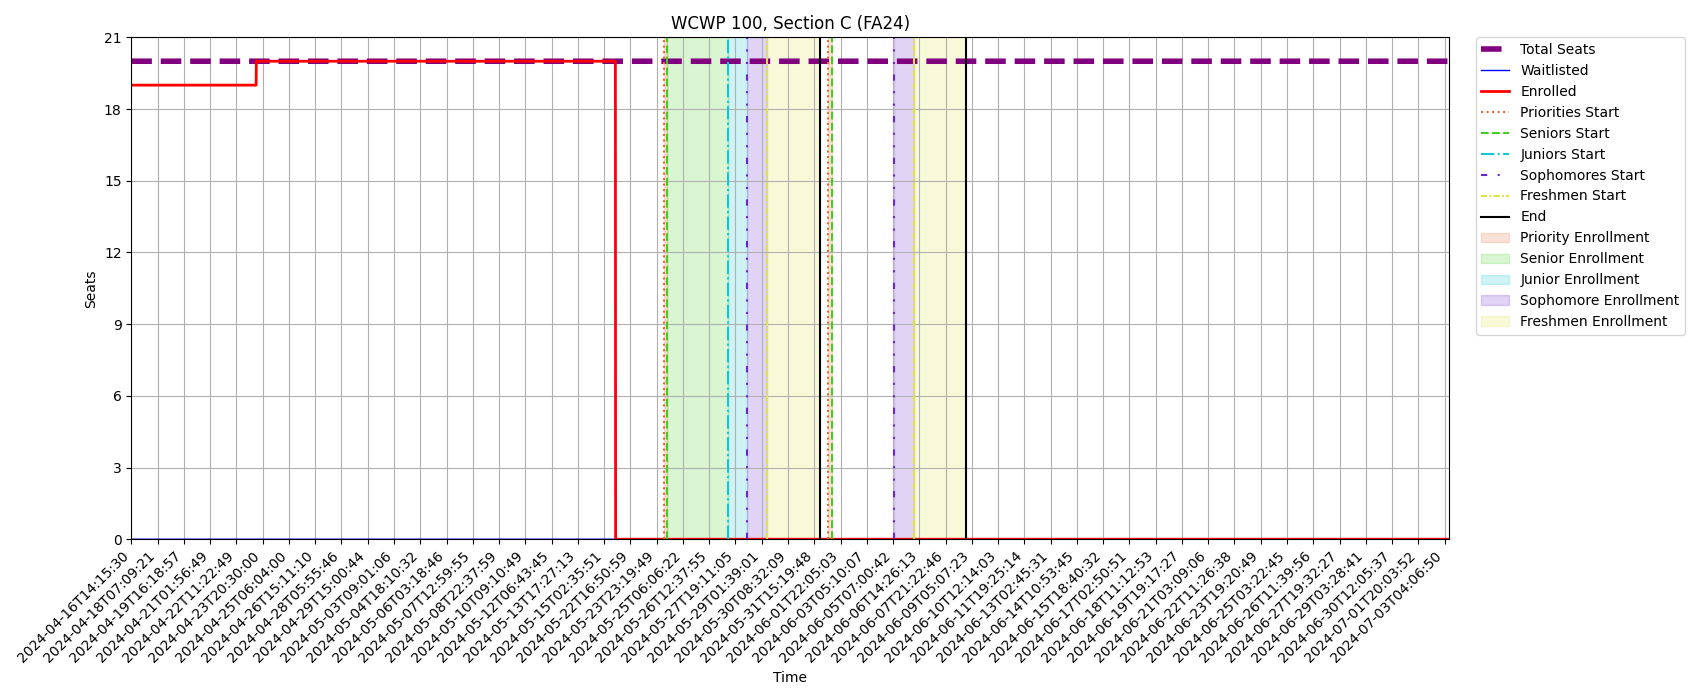 WCWP 100, Section C (FA24)
21
18
15
12
9
6
3
0
Seats
2024-04-16T14:15:30
2024-04-18T07:09:21
2024-04-19T16:18:57
2024-04-21T01:56:49
2024-04-22T11:22:49
2024-04-23T20:30:00
2024-04-25T06:04:00
2024-04-26T15:11:10
2024-04-28T05:55:46
2024-04-29T15:00:44
2024-05-03T09:01:06
2024-05-04T18:10:32
2024-05-06T03:18:46
2024-05-07T12:59:55
2024-05-08T22:37:59
2024-05-10T09:10:49
2024-05-12T06:43:45
2024-05-13T17:27:13
2024-05-15T02:35:51
2024-05-22T16:50:59
2024-05-23T23:19:49
2024-05-25T06:06:22
2024-05-26T12:37:55
2024-05-27T19:11:05
2024-05-29T01:39:01
2024-05-30T08:32:09
2024-05-31T15:19:48
2024-06-01T22:05:03
2024-06-03T05:10:07
2024-06-05T07:00:42
2024-06-06T14:26:13
2024-06-07T21:22:46
2024-06-09T05:07:23
2024-06-10T12:14:03
2024-06-11T19:25:14
2024-06-13T02:45:31
2024-06-14T10:53:45
2024-06-15T18:40:32
2024-06-17T02:50:51
2024-06-18T11:12:53
2024-06-19T19:17:27
2024-06-21T03:09:06
2024-06-22T11:26:38
2024-06-23T19:20:49
2024-06-25T03:22:45
2024-06-26T11:39:56
2024-06-27T19:32:27
2024-06-29T03:28:41
2024-06-30T12:05:37
2024-07-01T20:03:52
2024-07-03T04:06:50
Time
Total Seats
Waitlisted
Enrolled
Priorities Start
Seniors Start
Juniors Start
Sophomores Start
Freshmen Start
End
Priority Enrollment
Senior Enrollment
Junior Enrollment
Sophomore Enrollment
Freshmen Enrollment